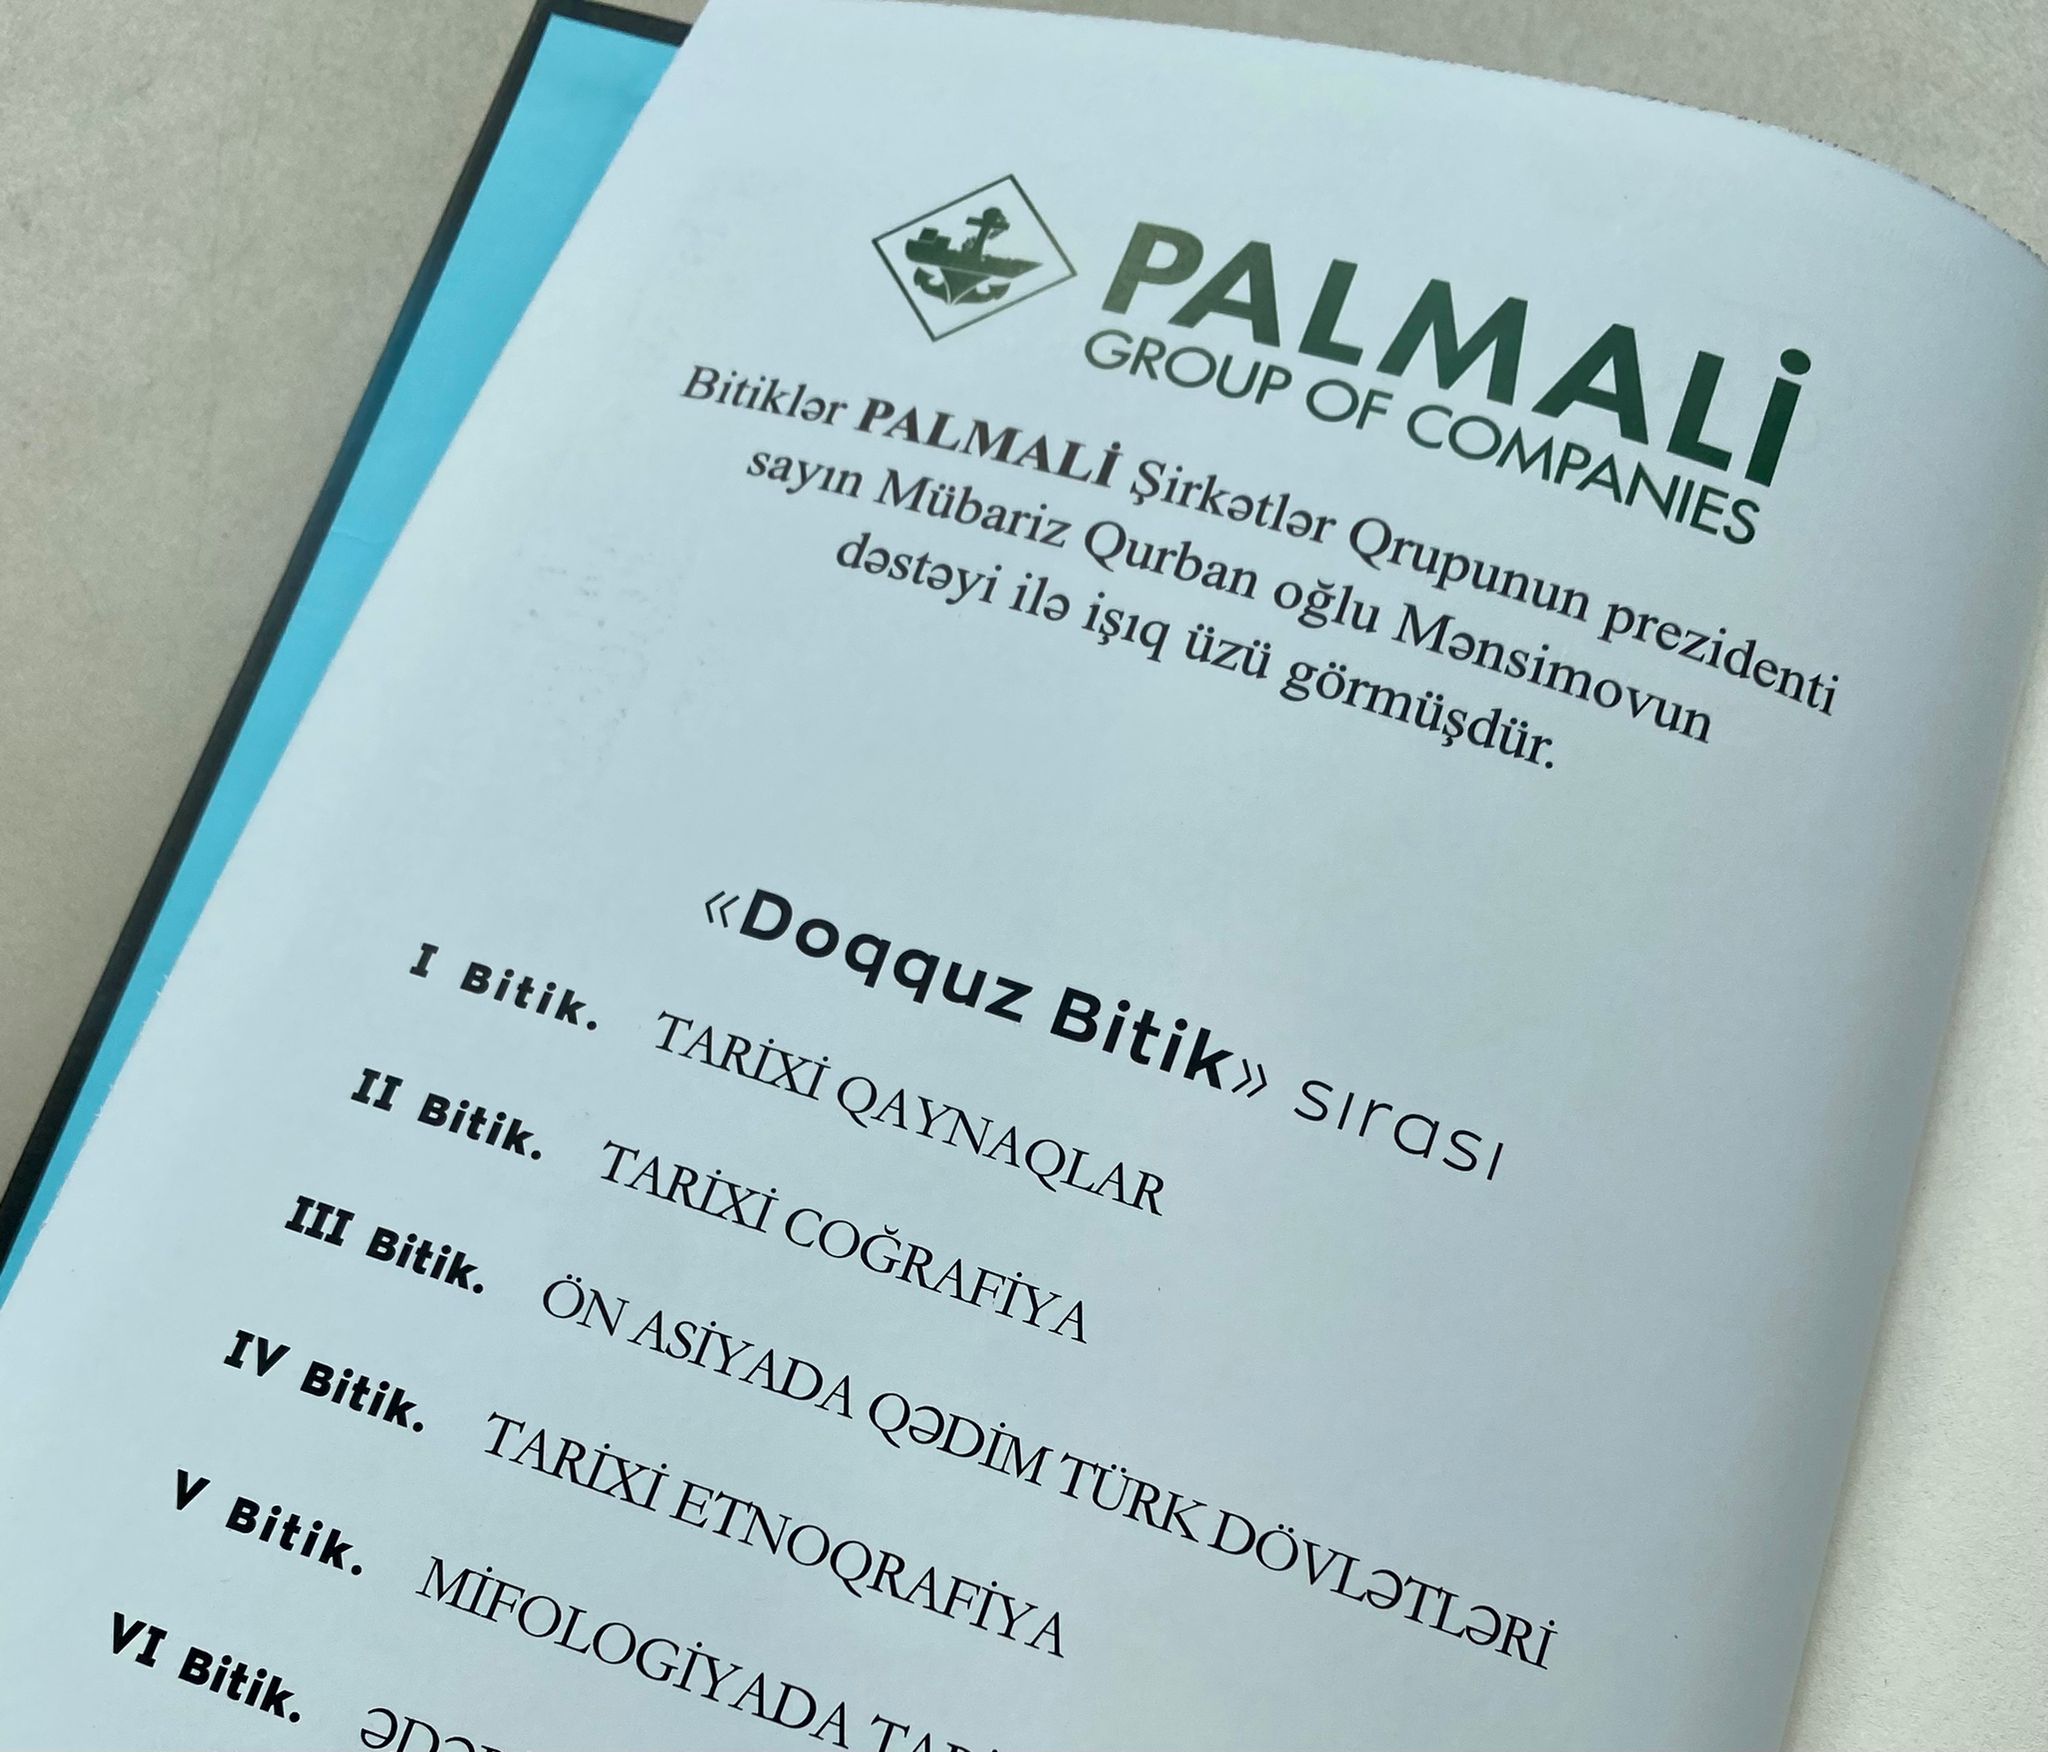 PALMALİ
GROUP OF COMPANIES
Bitiklər PALMALİ Şirkətlər Qrupunun prezidenti
sayın Mübariz Qurban oğlu Mənsimovun
dəstəyi ilə işıq üzü görmüşdür.
«Doqquz Bitik» sırası
I Bitik. TARİXİ QAYNAQLAR
II Bitik. TARİXİ COĞRAFİYA
III Bitik. ÖN ASİYADA QƏDİM TÜRK DÖVLƏTLƏRİ
IV Bitik. TARİXİ ETNOQRAFİYA
V Bitik. MİFOLOGİYADA
VI Bitik.